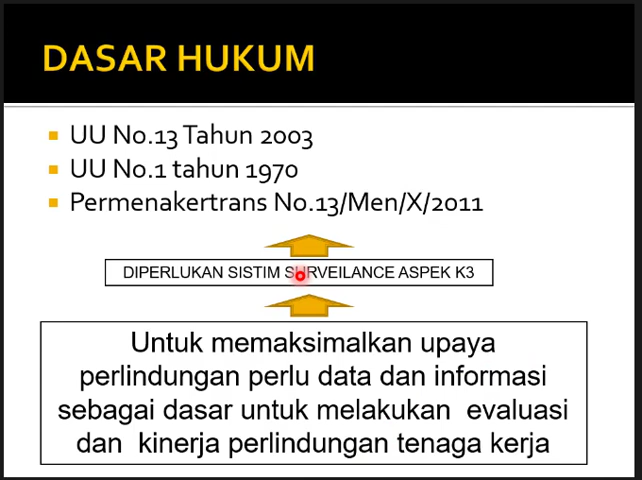 DASAR HUKUM
UU No.13 Tahun 2003
UU No.1 tahun 1970
Permenakertrans No.13/Men/X/2011
DIPERLUKAN SISTIM SURVEILANCE ASPEK K3
Untuk memaksimalkan upaya
perlindungan perlu data dan informasi
sebagai dasar untuk melakukan evaluasi
dan kinerja perlindungan tenaga kerja